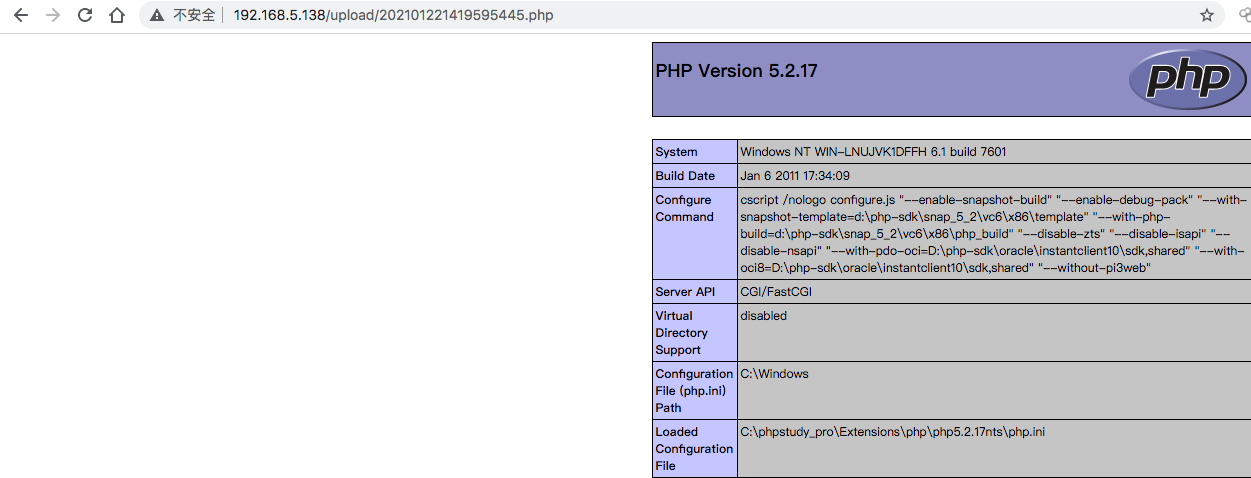 不安全 192.168.5.138/upload/202101221419595445.php
PHP Version 5.2.17
php
System Windows NT WIN-LNUJVK1DFFH 6.1 build 7601
Build Date Jan 6 2011 17:34:09
Configure cscript /nologo configure.js "--enable-snapshot-build" "--enable-debug-pack" "--with-
Command snapshot-template=d:\php-sdk\snap_5_2\vc6\x86\template" "--with-php-
build=d:\php-sdk\snap_5_2\vc6\x86\php_build" "--disable-zts" "--disable-isapi" "--
disable-nsapi" "--with-pdo-oci=D:\php-sdk\oracle\instantclient10\sdk,shared" "--with-
oci8=D:\php-sdk\oracle\instantclient10\sdk,shared" "--without-pi3web"
Server API CGI/FastCGI
Virtual disabled
Directory
Support
Configuration C:\Windows
File (php.ini)
Path
Loaded C:\phpstudy_pro\Extensions\php\php5.2.17nts\php.ini
Configuration
File